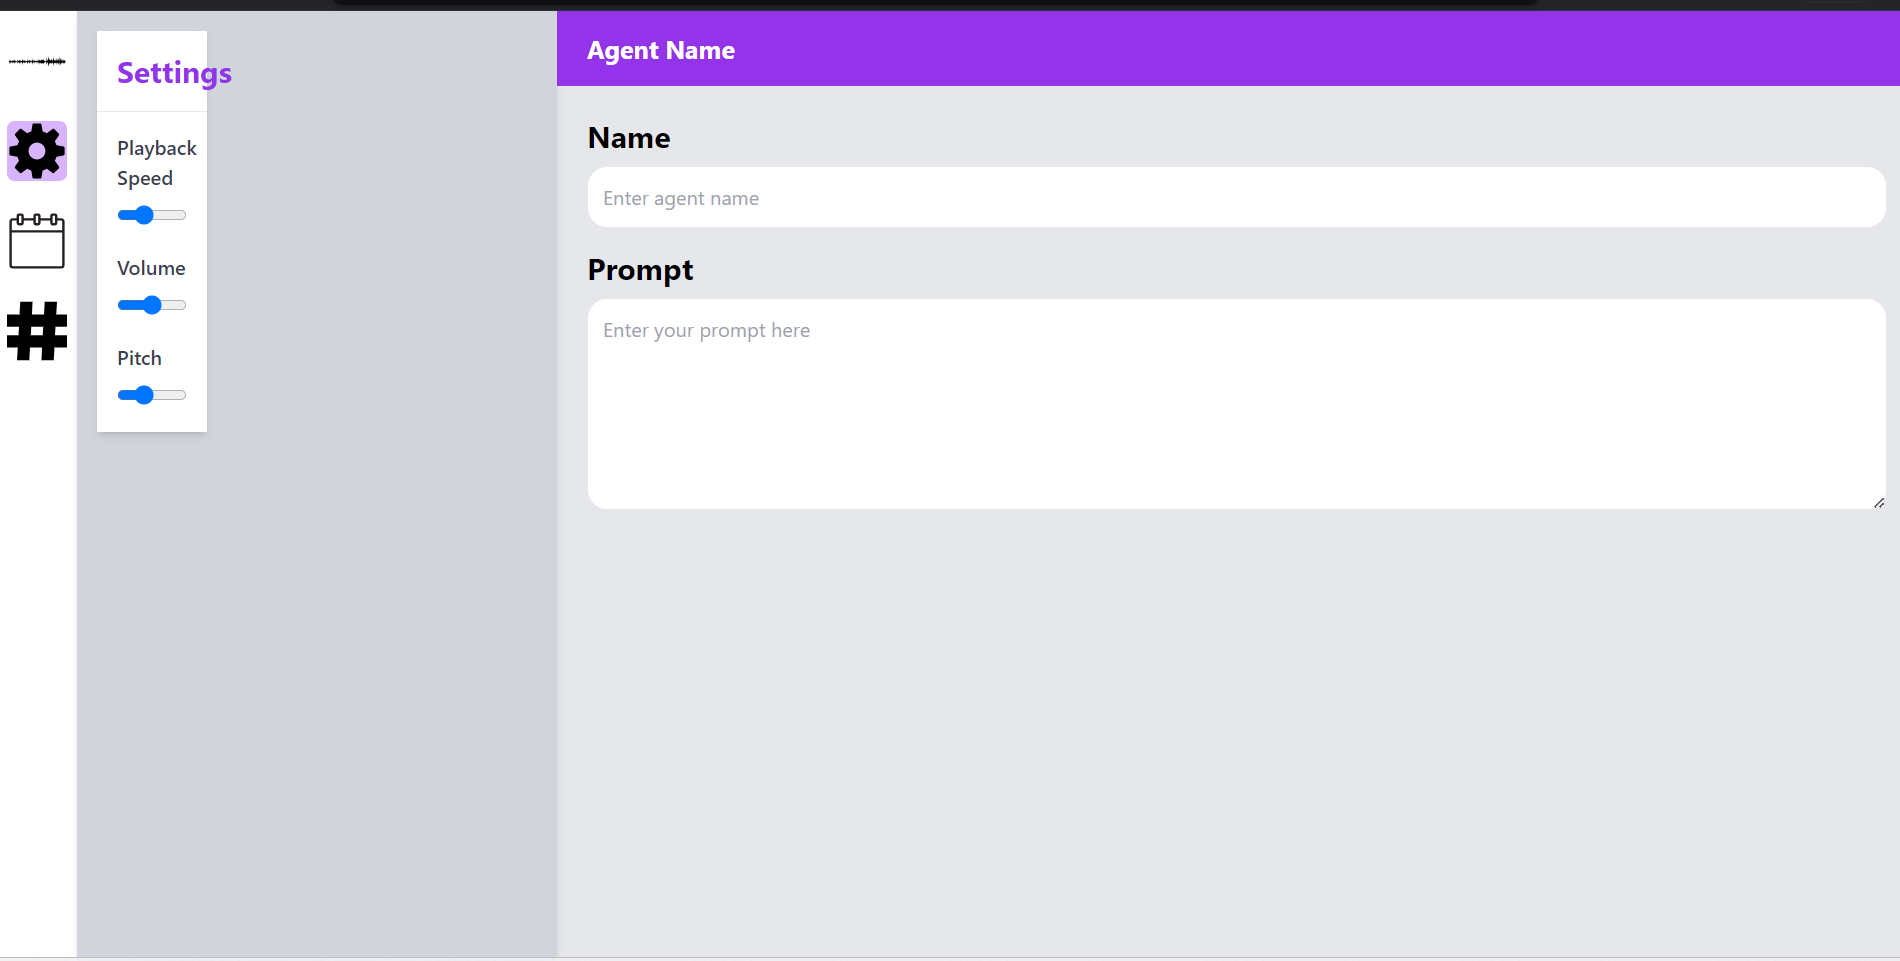 Settings
Playback
Speed
Volume
Pitch
Agent Name
Name
Enter agent name
Prompt
Enter your prompt here